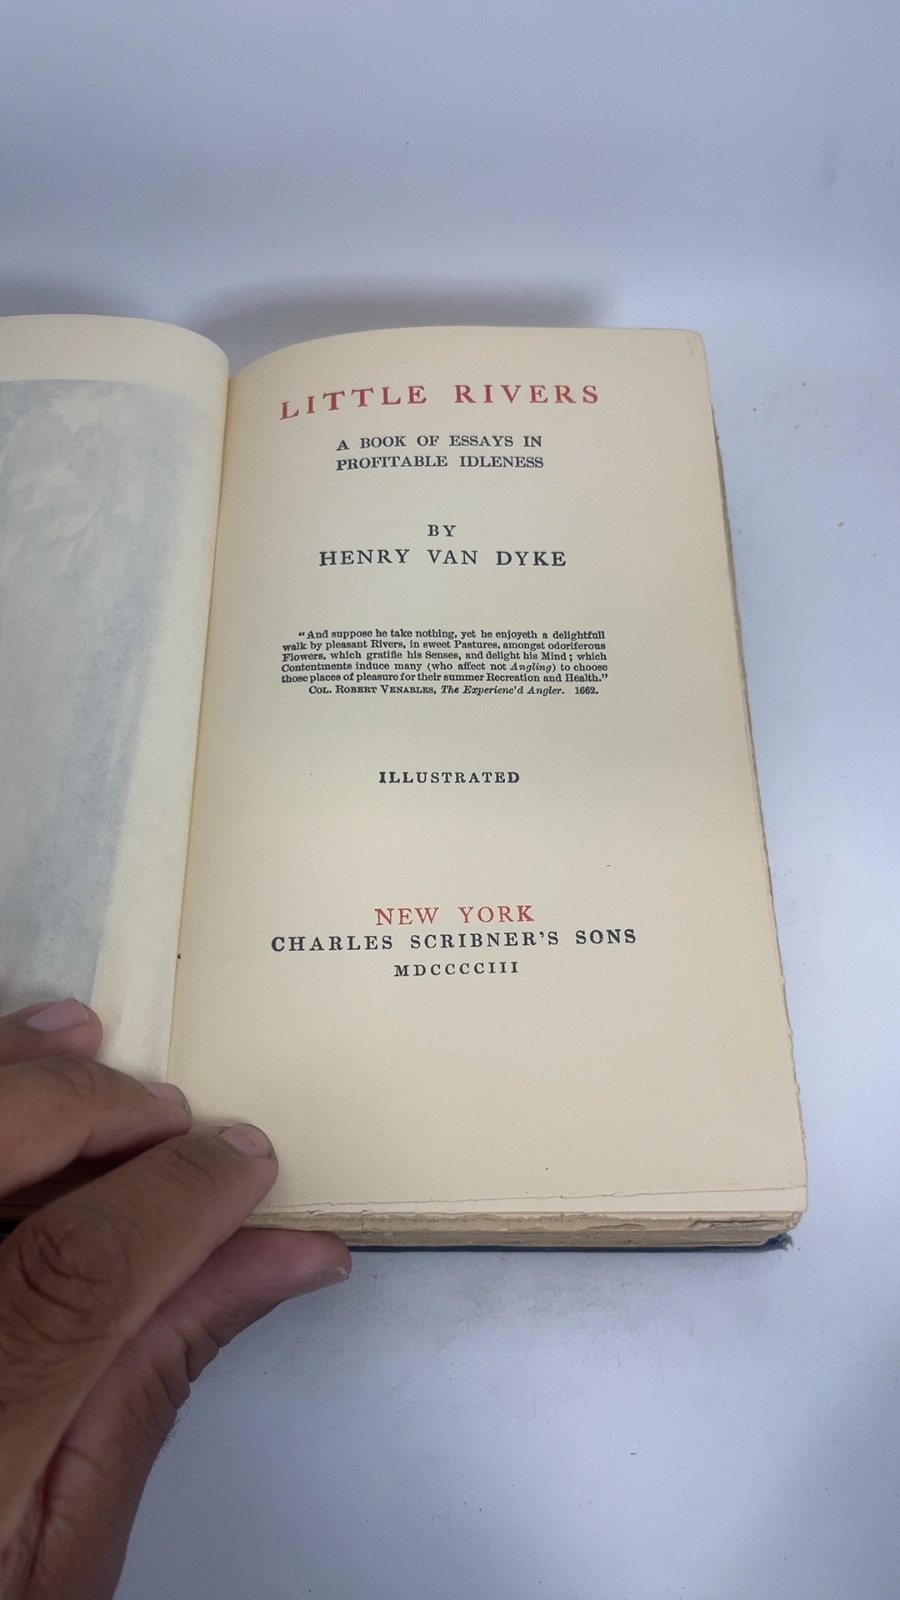 LITTLE RIVERS
A BOOK OF ESSAYS IN
PROFITABLE IDLENESS
BY
HENRY VAN DYKE
“And suppose he take nothing, yet he enjoyeth a delightfull
walk by pleasant Rivers, in sweet Pastures, amongst odoriferous
Flowers, which gratifie his Senses, and delight his Mind; which
Contentments induce many (who affect not Angling) to choose
those places of pleasure for their summer Recreation and Health.”
COL. ROBERT VENABLES, The Experienc'd Angler. 1662.
ILLUSTRATED
NEW YORK
CHARLES SCRIBNER'S SONS
MDCCCCIII